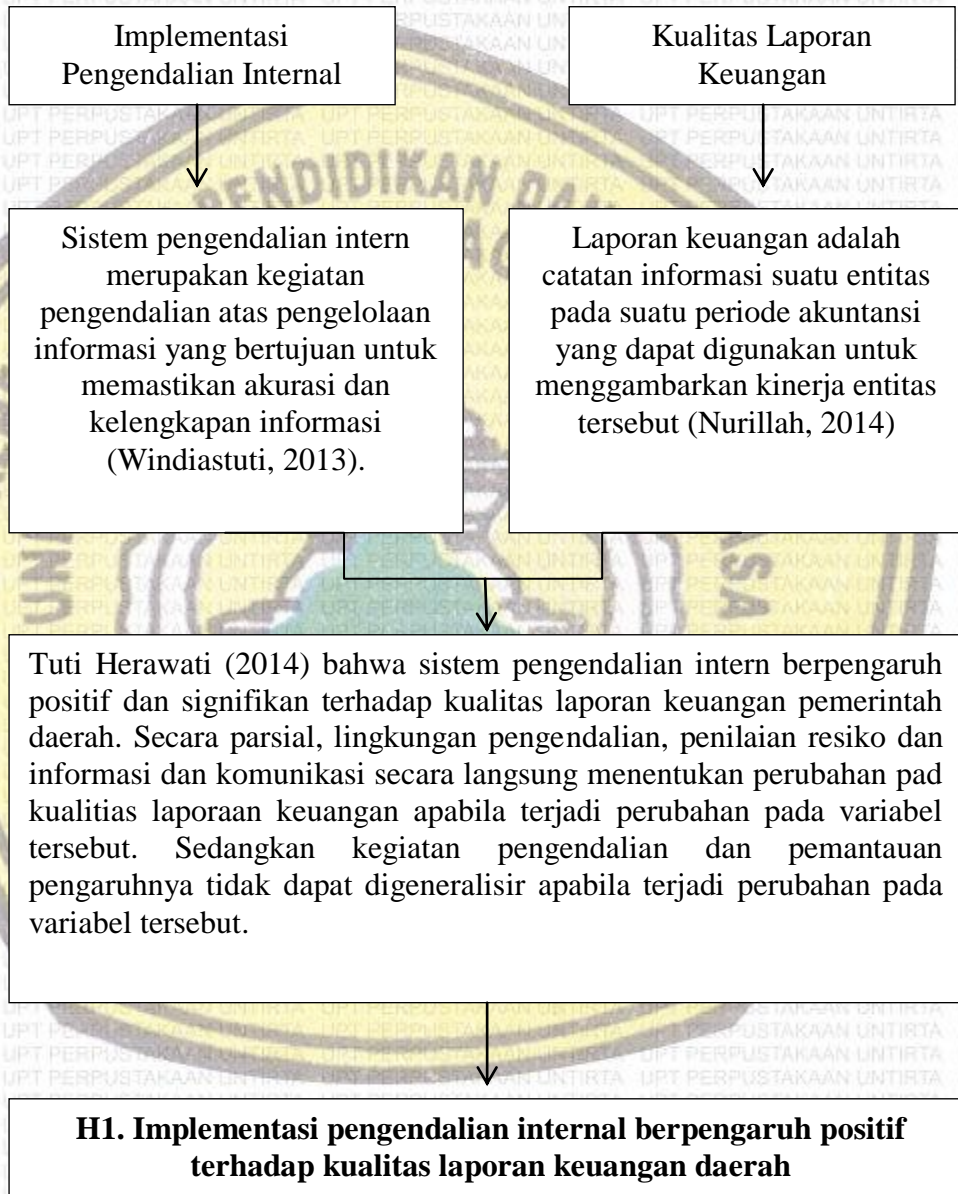 Implementasi
Pengendalian Internal
Kualitas Laporan
Keuangan
Sistem pengendalian intern
merupakan kegiatan
pengendalian atas pengelolaan
informasi yang bertujuan untuk
memastikan akurasi dan
kelengkapan informasi
(Windiastuti, 2013).
Laporan keuangan adalah
catatan informasi suatu entitas
pada suatu periode akuntansi
yang dapat digunakan untuk
menggambarkan kinerja entitas
tersebut (Nurillah, 2014)
Tuti Herawati (2014) bahwa sistem pengendalian intern berpengaruh
positif dan signifikan terhadap kualitas laporan keuangan pemerintah
daerah. Secara parsial, lingkungan pengendalian, penilaian resiko dan
informasi dan komunikasi secara langsung menentukan perubahan pad
kualitias laporaan keuangan apabila terjadi perubahan pada variabel
tersebut. Sedangkan kegiatan pengendalian dan pemantauan
pengaruhnya tidak dapat digeneralisir apabila terjadi perubahan pada
variabel tersebut.
H1. Implementasi pengendalian internal berpengaruh positif
terhadap kualitas laporan keuangan daerah